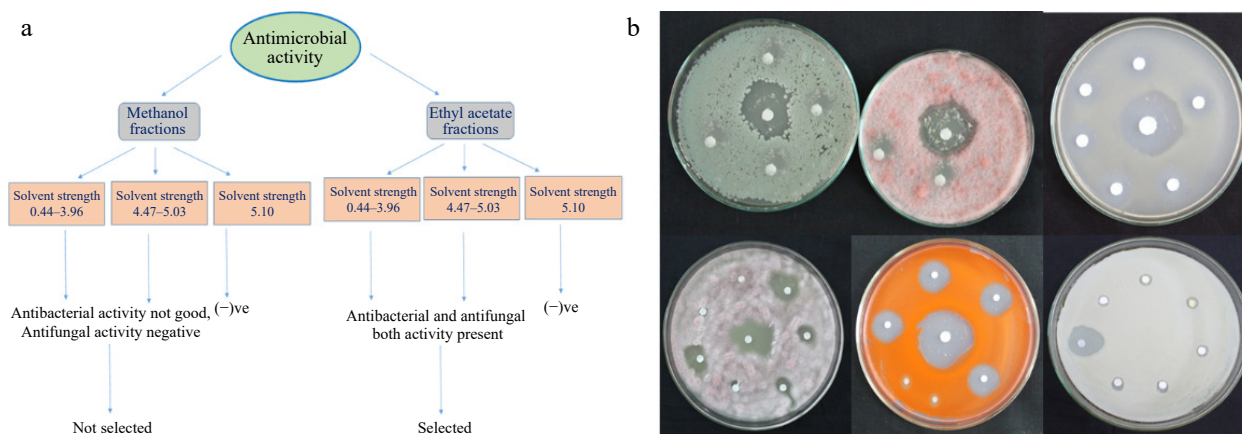 a
Antimicrobial
activity
Methanol
fractions
Ethyl acetate
fractions
Solvent strength
0.44–3.96
Solvent strength
4.47–5.03
Solvent strength
5.10
Solvent strength
0.44–3.96
Solvent strength
4.47–5.03
Solvent strength
5.10
Antibacterial activity not good,
Antifungal activity negative
(−)ve
Antibacterial and antifungal
both activity present
(−)ve
Not selected
Selected
b